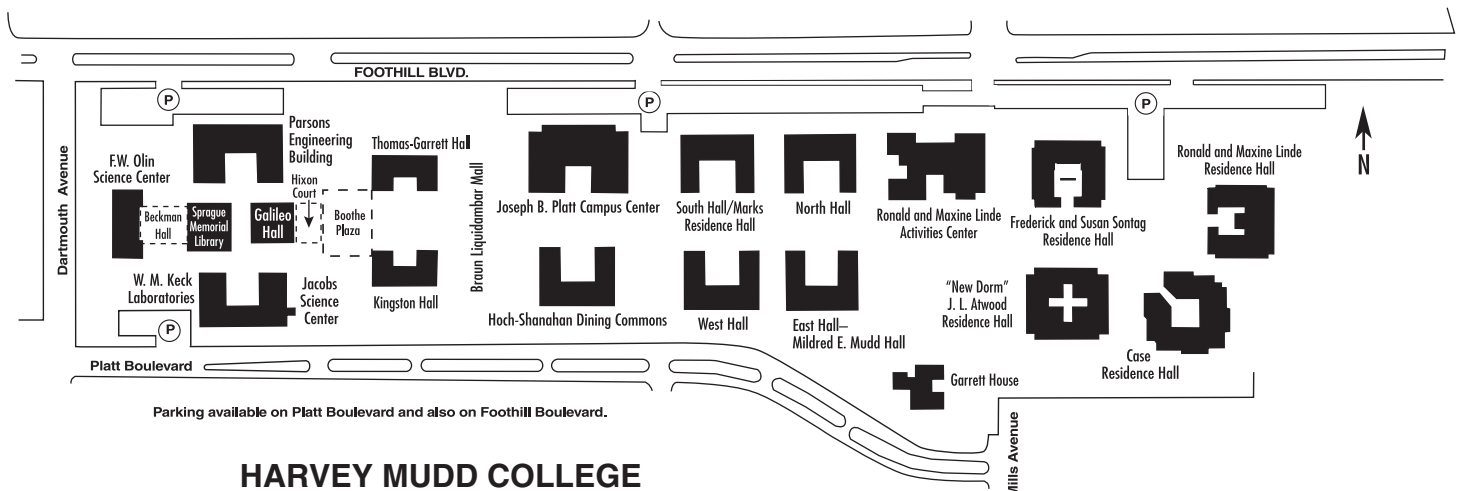 FOOTHILL BLVD.
P
P
P
Dartmouth Avenue
F.W. Olin
Science Center
Parsons
Engineering
Building
Hixon
Court
Thomas-Garrett Hall
Braun Liquidambar Mall
Joseph B. Platt Campus Center
South Hall/Marks
Residence Hall
North Hall
Ronald and Maxine Linde
Activities Center
Frederick and Susan Sontag
Residence Hall
Ronald and Maxine Linde
Residence Hall
N
Beckman
Hall
Sprague
Memorial
Library
Galileo
Hall
Boothe
Plaza
W. M. Keck
Laboratories
Jacobs
Science
Center
Kingston Hall
Hoch-Shanahan Dining Commons
West Hall
East Hall–
Mildred E. Mudd Hall
"New Dorm"
J. L. Atwood
Residence Hall
Case
Residence Hall
P
Platt Boulevard
Garrett House
Parking available on Platt Boulevard and also on Foothill Boulevard.
HARVEY MUDD COLLEGE
Mills Avenue